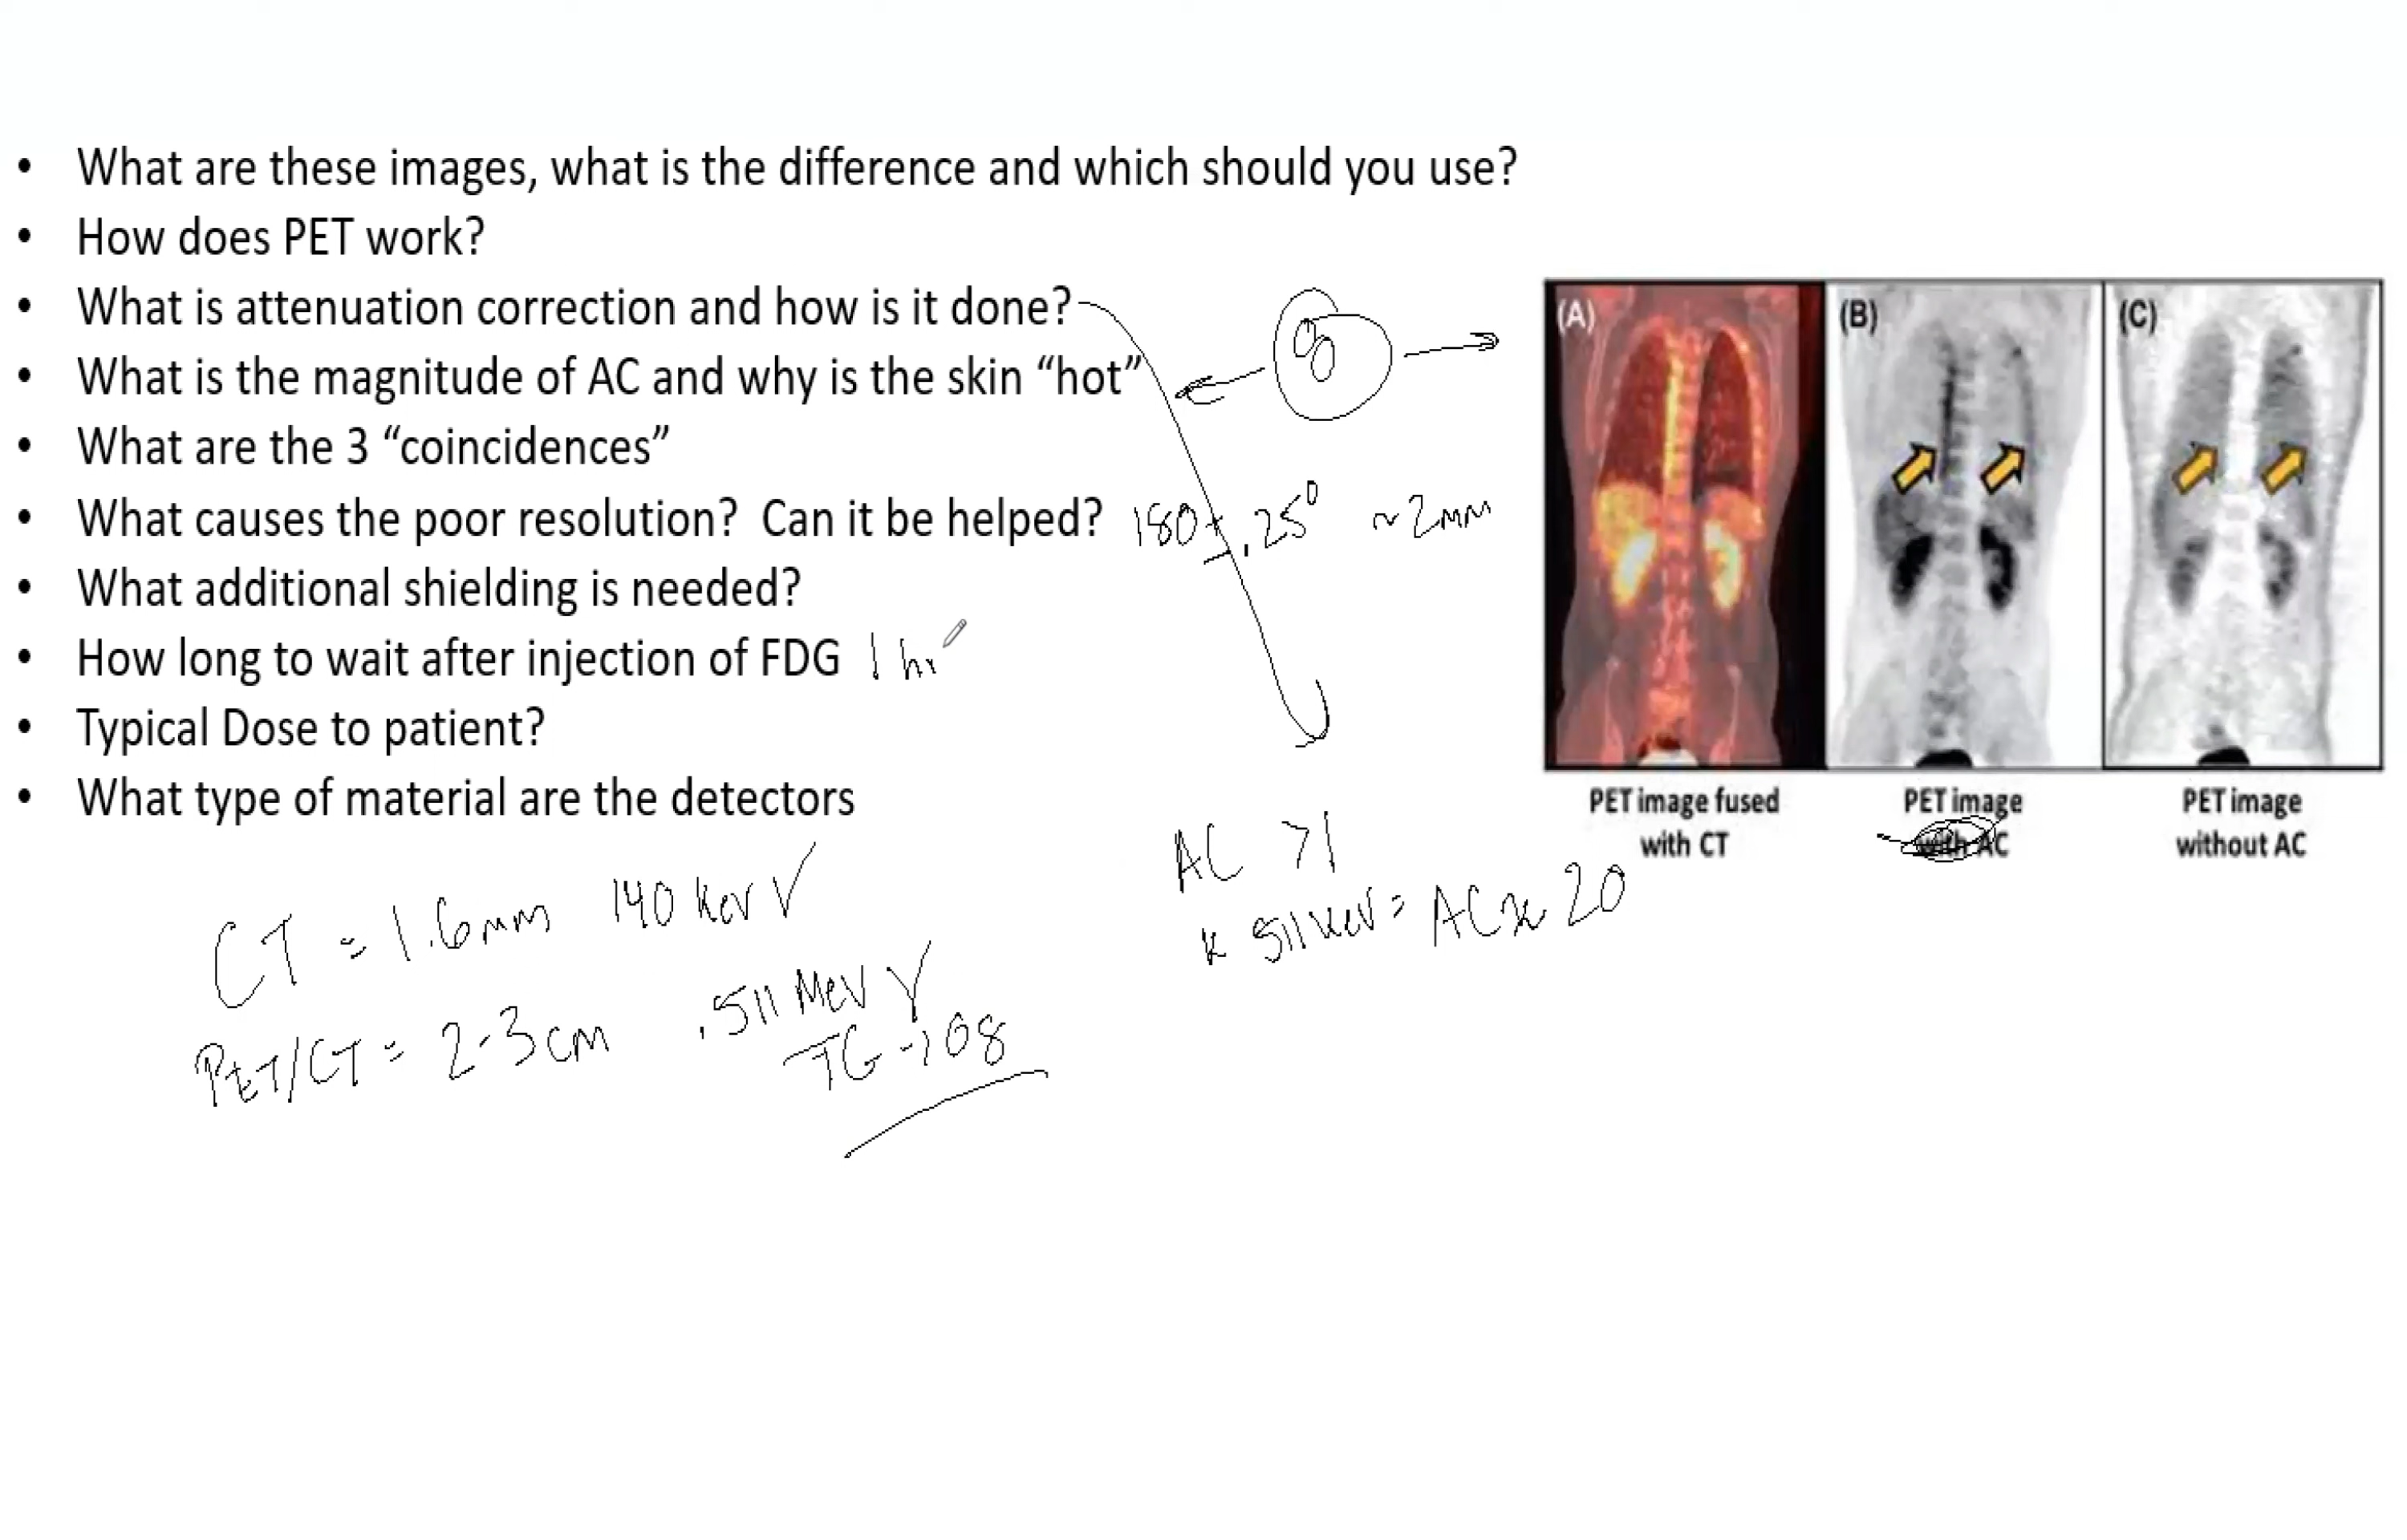 • What are these images, what is the difference and which should you use?
• How does PET work?
• What is attenuation correction and how is it done?
• What is the magnitude of AC and why is the skin “hot”
• What are the 3 “coincidences”
• What causes the poor resolution? Can it be helped? 180 ± .25° ~2mm
• What additional shielding is needed?
• How long to wait after injection of FDG 1 hr
• Typical Dose to patient?
• What type of material are the detectors
(A)
(B)
(C)
PET image fused
with CT
PET image
with AC
PET image
without AC
AC >1
511 KeV = AC ≈ 20
CT = 1.6mm 140 KeV
PET/CT = 2-3cm .511 MeV γ
TG-108